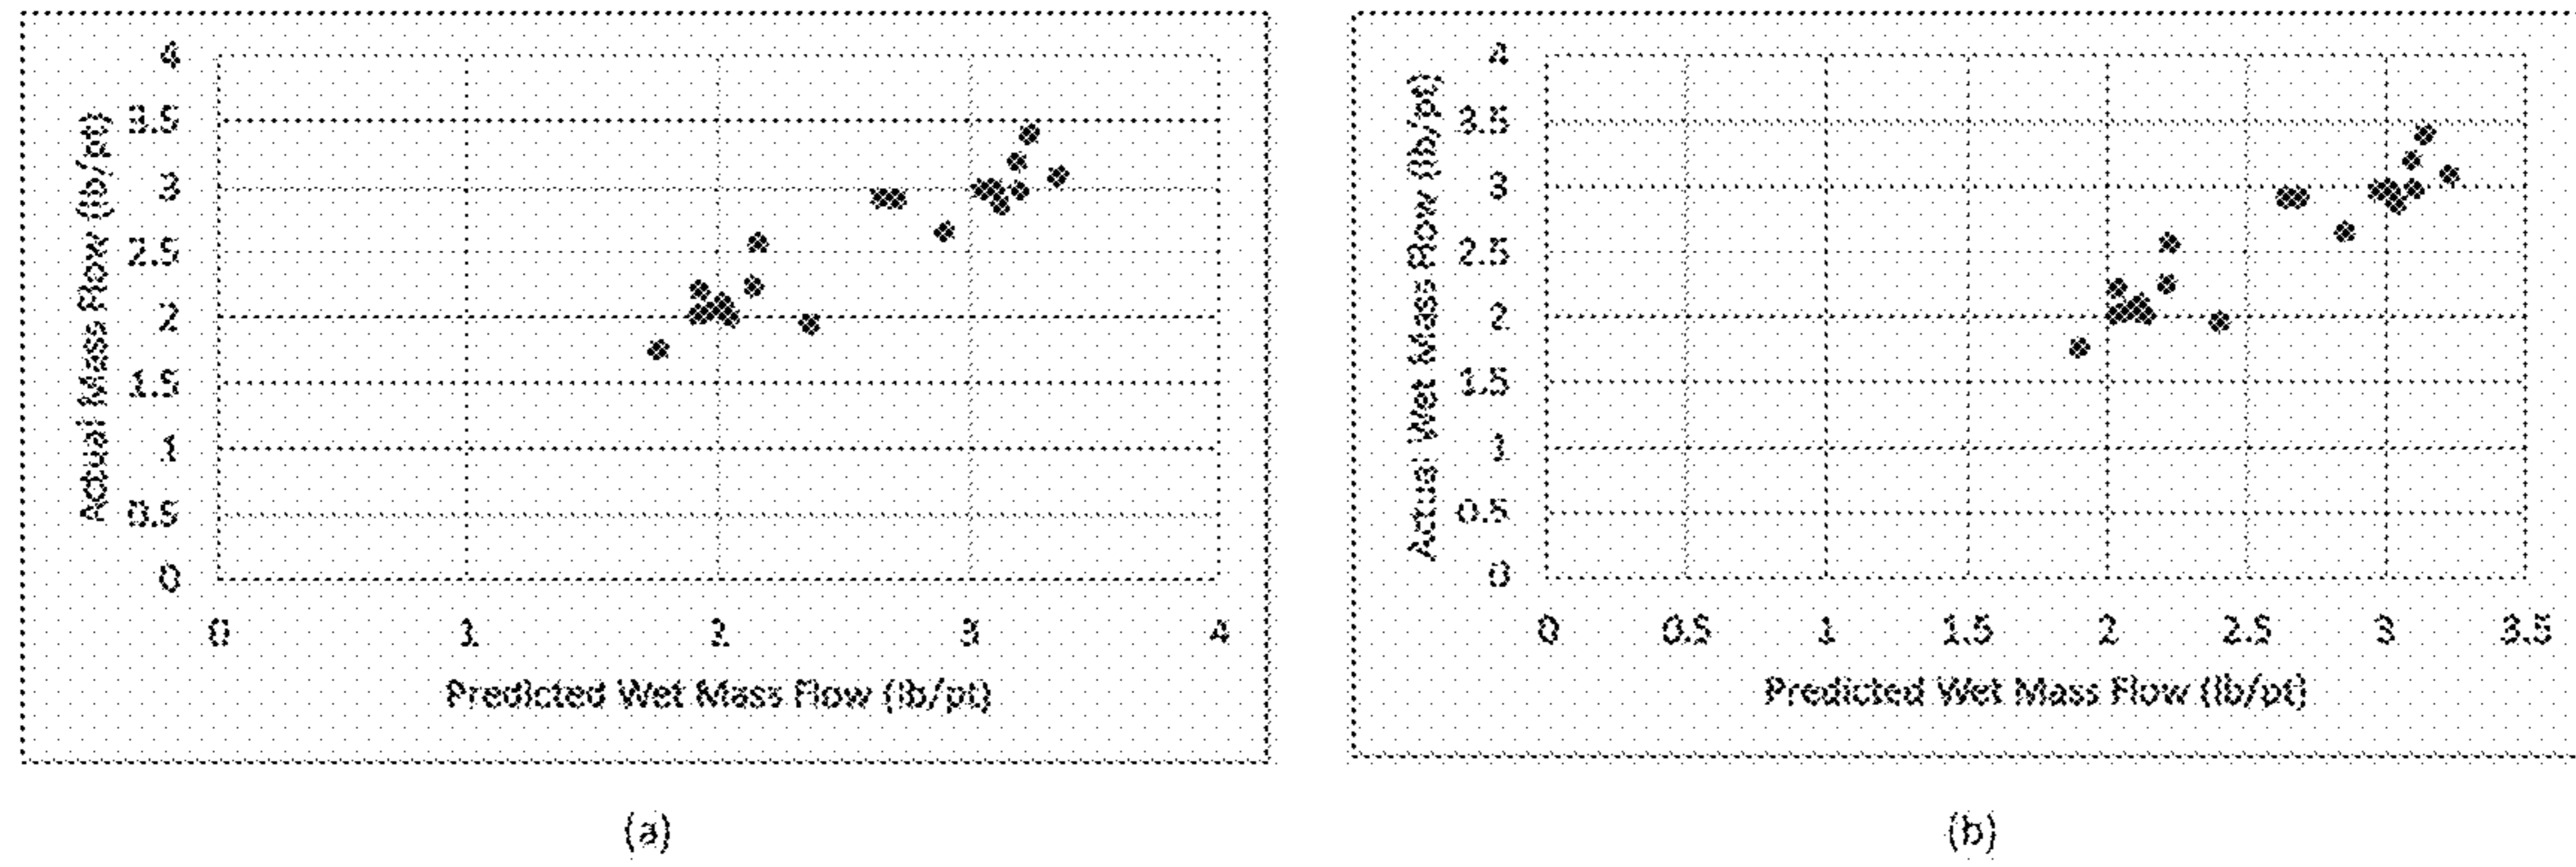 4
3.5
3
2.5
2
1.5
1
0.5
0
Actual Mass Flow (lb/pt)
0 1 2 3 4
Predicted Wet Mass Flow (lb/pt)
(a)
4
3.5
3
2.5
2
1.5
1
0.5
0
Actual Wet Mass Flow (lb/pt)
0 0.5 1 1.5 2 2.5 3 3.5
Predicted Wet Mass Flow (lb/pt)
(b)